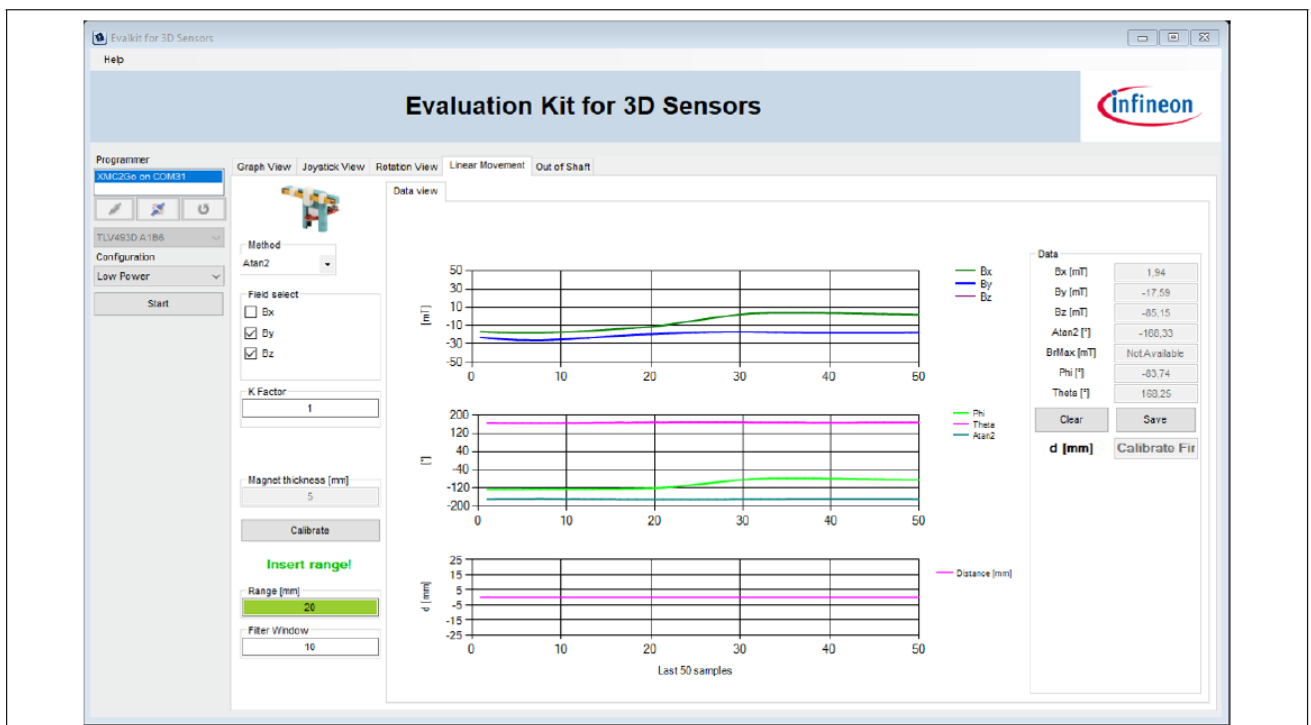 Evalkit for 3D Sensors
Help
Evaluation Kit for 3D Sensors
infineon
Programmer
XMC2Go on COM31
TLV493D A1B6
Configuration
Low Power
Start
Graph View Joystick View Rotation View Linear Movement Out of Shaft
Data view
Method
Atan2
Field select
Bx
By
Bz
K Factor
1
Magnet thickness [mm]
5
Calibrate
Insert range!
Range [mm]
20
Filter Window
10
[mT]
50
30
10
-10
-30
-50
0 10 20 30 40 50
Bx
By
Bz
[°]
200
120
40
-40
-120
-200
0 10 20 30 40 50
Phi
Theta
Atan2
d [mm]
25
15
5
-5
-15
-25
0 10 20 30 40 50
Last 50 samples
Distance [mm]
Data
Bx [mT] 1,94
By [mT] -17,59
Bz [mT] -85,15
Atan2 [°] -168,33
BrMax [mT] Not Available
Phi [°] -83,74
Theta [°] 168,25
Clear Save
d [mm] Calibrate Fir